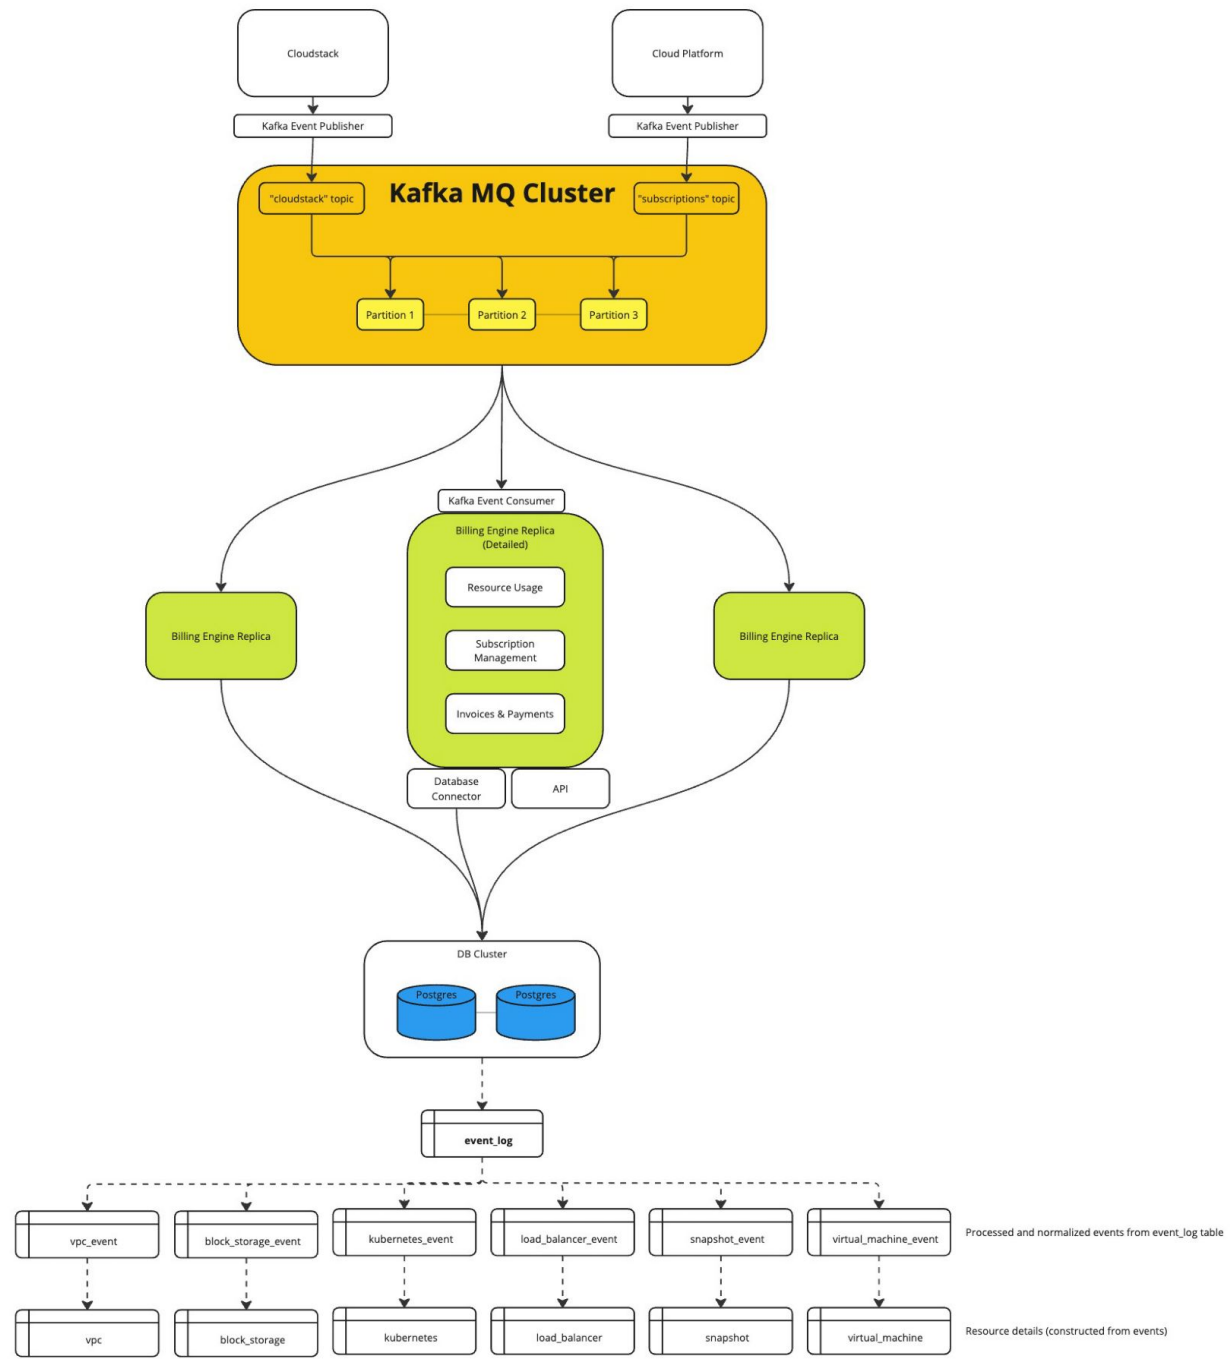 Cloudstack
Cloud Platform
Kafka Event Publisher
Kafka Event Publisher
Kafka MQ Cluster
"cloudstack" topic
"subscriptions" topic
Partition 1
Partition 2
Partition 3
Kafka Event Consumer
Billing Engine Replica
(Detailed)
Resource Usage
Subscription
Management
Invoices & Payments
Billing Engine Replica
Billing Engine Replica
Database
Connector
API
DB Cluster
Postgres
Postgres
event_log
vpc_event
block_storage_event
kubernetes_event
load_balancer_event
snapshot_event
virtual_machine_event
Processed and normalized events from event_log table
vpc
block_storage
kubernetes
load_balancer
snapshot
virtual_machine
Resource details (constructed from events)